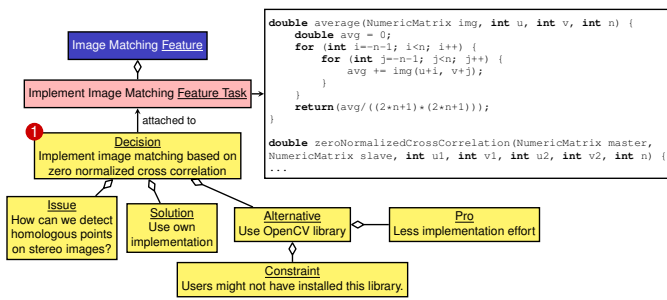 Image Matching Feature
Implement Image Matching Feature Task
attached to
1
Decision
Implement image matching based on
zero normalized cross correlation
Issue
How can we detect
homologous points
on stereo images?
Solution
Use own
implementation
Alternative
Use OpenCV library
Pro
Less implementation effort
Constraint
Users might not have installed this library.
double average(NumericMatrix img, int u, int v, int n) {
double avg = 0;
for (int i=-n-1; i<n; i++) {
for (int j=-n-1; j<n; j++) {
avg += img(u+i, v+j);
}
}
return(avg/((2*n+1)*(2*n+1)));
}
double zeroNormalizedCrossCorrelation(NumericMatrix master,
NumericMatrix slave, int u1, int v1, int u2, int v2, int n) {
...